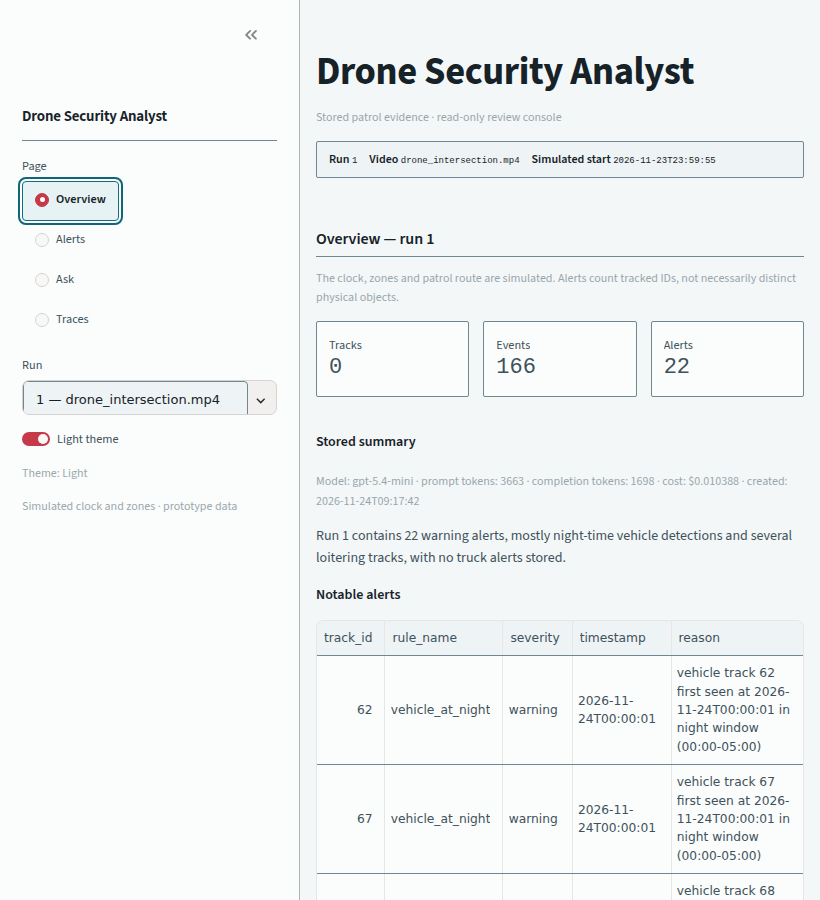 Drone Security Analyst
Page
Overview
Alerts
Ask
Traces
Run
1 — drone_intersection.mp4
Light theme
Theme: Light
Simulated clock and zones · prototype data
Drone Security Analyst
Stored patrol evidence · read-only review console
Run 1 Video drone_intersection.mp4 Simulated start 2026-11-23T23:59:55
Overview — run 1
The clock, zones and patrol route are simulated. Alerts count tracked IDs, not necessarily distinct
physical objects.
Tracks Events Alerts
0 166 22
Stored summary
Model: gpt-5.4-mini · prompt tokens: 3663 · completion tokens: 1698 · cost: $0.010388 · created:
2026-11-24T09:17:42
Run 1 contains 22 warning alerts, mostly night-time vehicle detections and several
loitering tracks, with no truck alerts stored.
Notable alerts
track_id rule_name severity timestamp reason
vehicle track 62
first seen at 2026-
62 vehicle_at_night warning 2026-11-
24T00:00:01 11-24T00:00:01 in
night window
(00:00-05:00)
vehicle track 67
first seen at 2026-
67 vehicle_at_night warning 2026-11-
24T00:00:01 11-24T00:00:01 in
night window
(00:00-05:00)
vehicle track 68